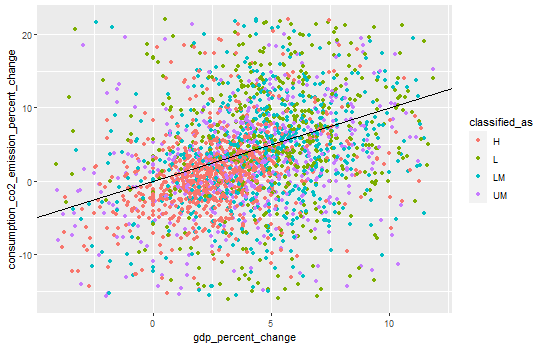 20
10
0
-10
consumption_co2_emission_percent_change
0
5
10
gdp_percent_change
classified_as
H
L
LM
UM